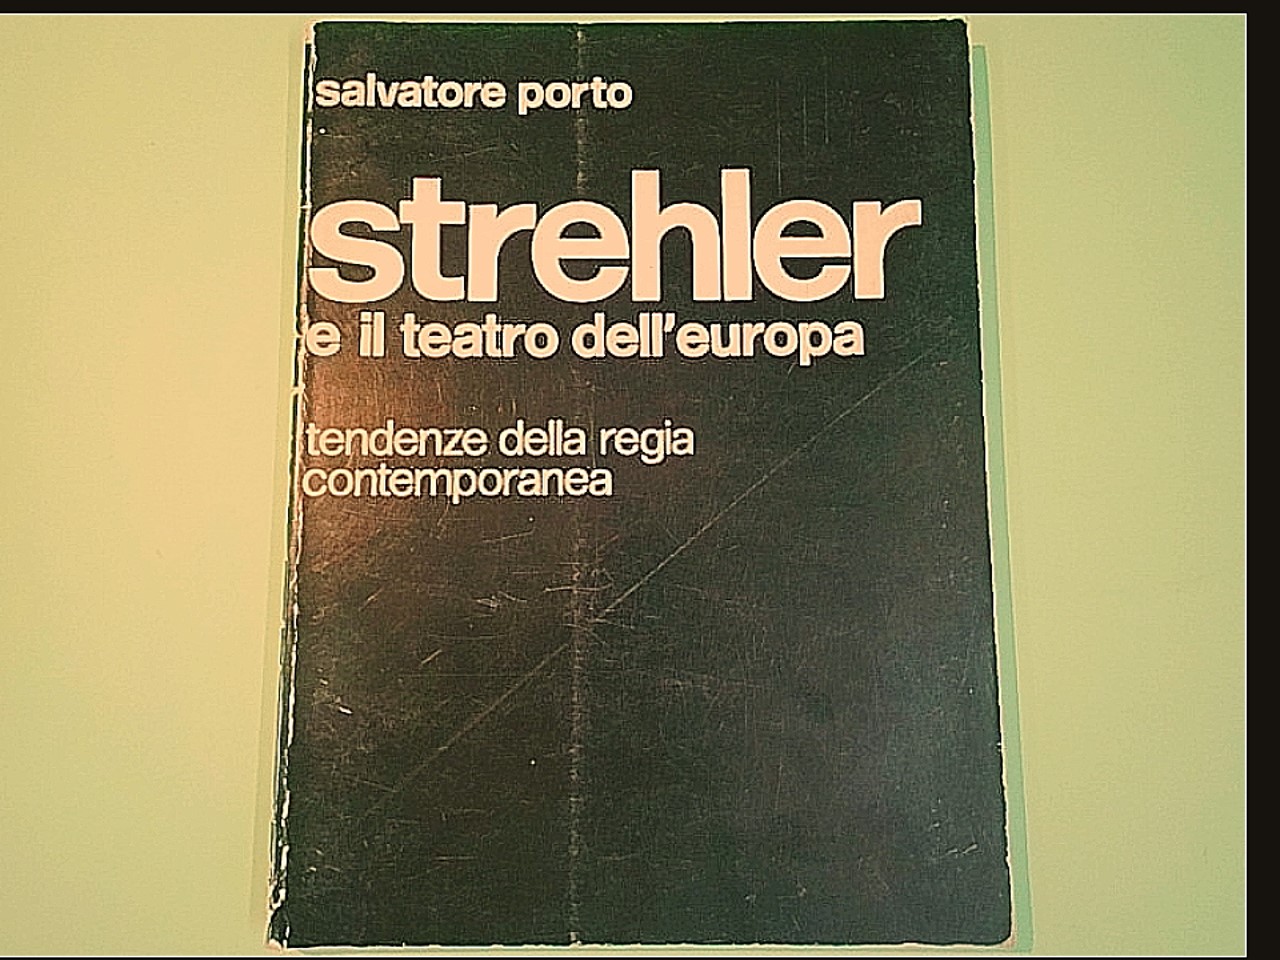 salvatore porto
strehler
e il teatro dell'europa
tendenze della regia
contemporanea